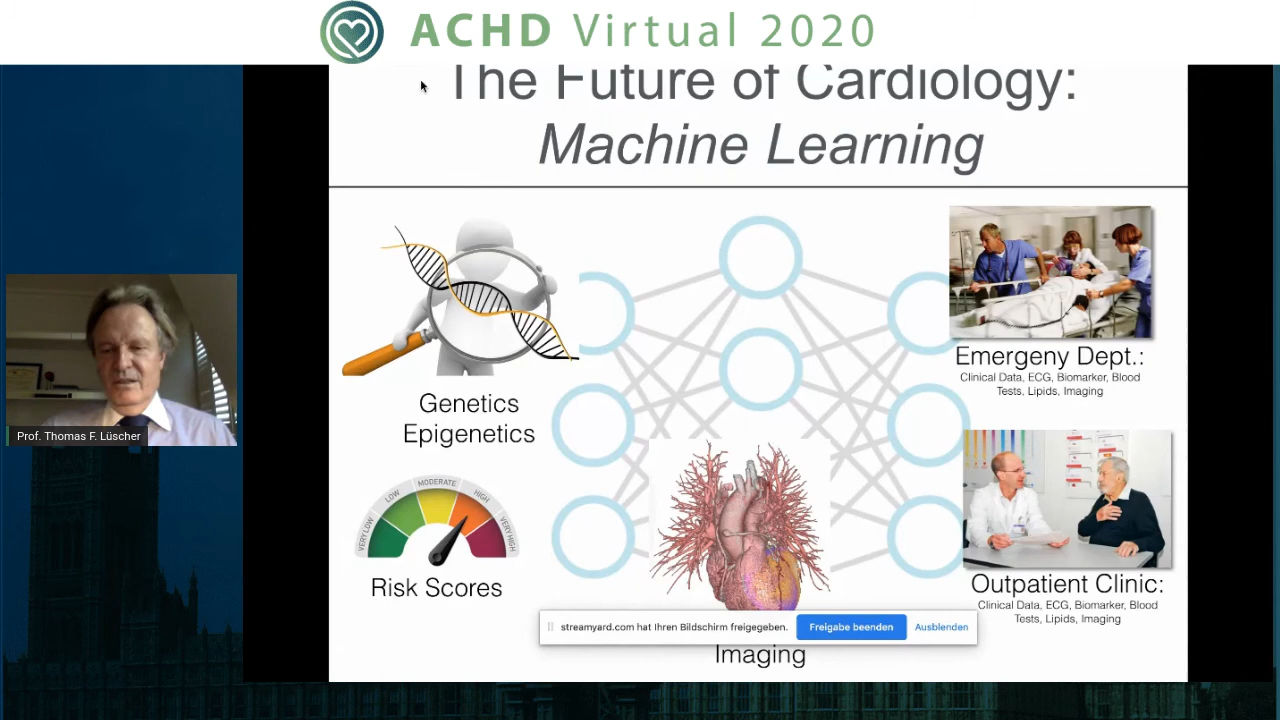 ACHD Virtual 2020
The Future of Cardiology:
Machine Learning
Prof. Thomas F. Lüscher
Genetics
Epigenetics
VERY LOW
LOW
MODERATE
HIGH
VERY HIGH
Risk Scores
Emergeny Dept.:
Clinical Data, ECG, Biomarker, Blood
Tests, Lipids, Imaging
Outpatient Clinic:
Clinical Data, ECG, Biomarker, Blood
Tests, Lipids, Imaging
streamyard.com hat Ihren Bildschirm freigegeben.
Freigabe beenden
Ausblenden
Imaging